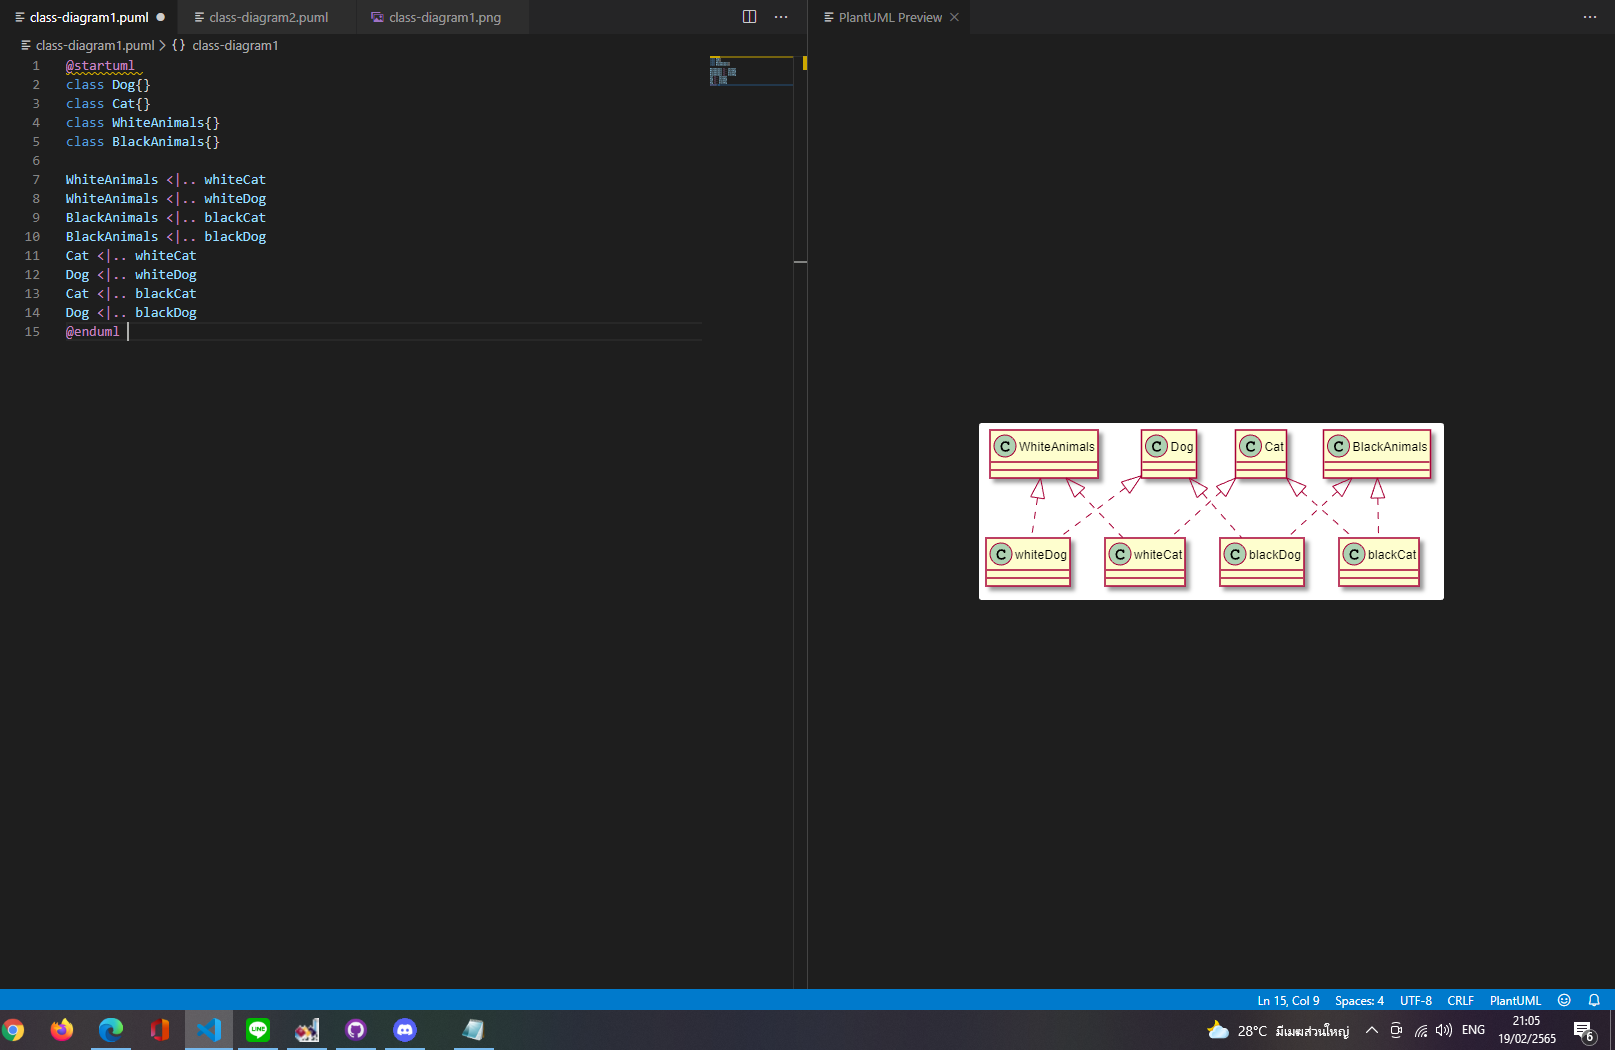 class-diagram1.puml
class-diagram2.puml
class-diagram1.png
PlantUML Preview
class-diagram1.puml > {} class-diagram1
1 @startuml
2 class Dog{}
3 class Cat{}
4 class WhiteAnimals{}
5 class BlackAnimals{}
6
7 WhiteAnimals <|.. whiteCat
8 WhiteAnimals <|.. whiteDog
9 BlackAnimals <|.. blackCat
10 BlackAnimals <|.. blackDog
11 Cat <|.. whiteCat
12 Dog <|.. whiteDog
13 Cat <|.. blackCat
14 Dog <|.. blackDog
15 @enduml
C WhiteAnimals
C Dog
C Cat
C BlackAnimals
C whiteDog
C whiteCat
C blackDog
C blackCat
Ln 15, Col 9 Spaces: 4 UTF-8 CRLF PlantUML
LINE
28°C มีเมฆส่วนใหญ่
ENG
21:05
19/02/2565
6